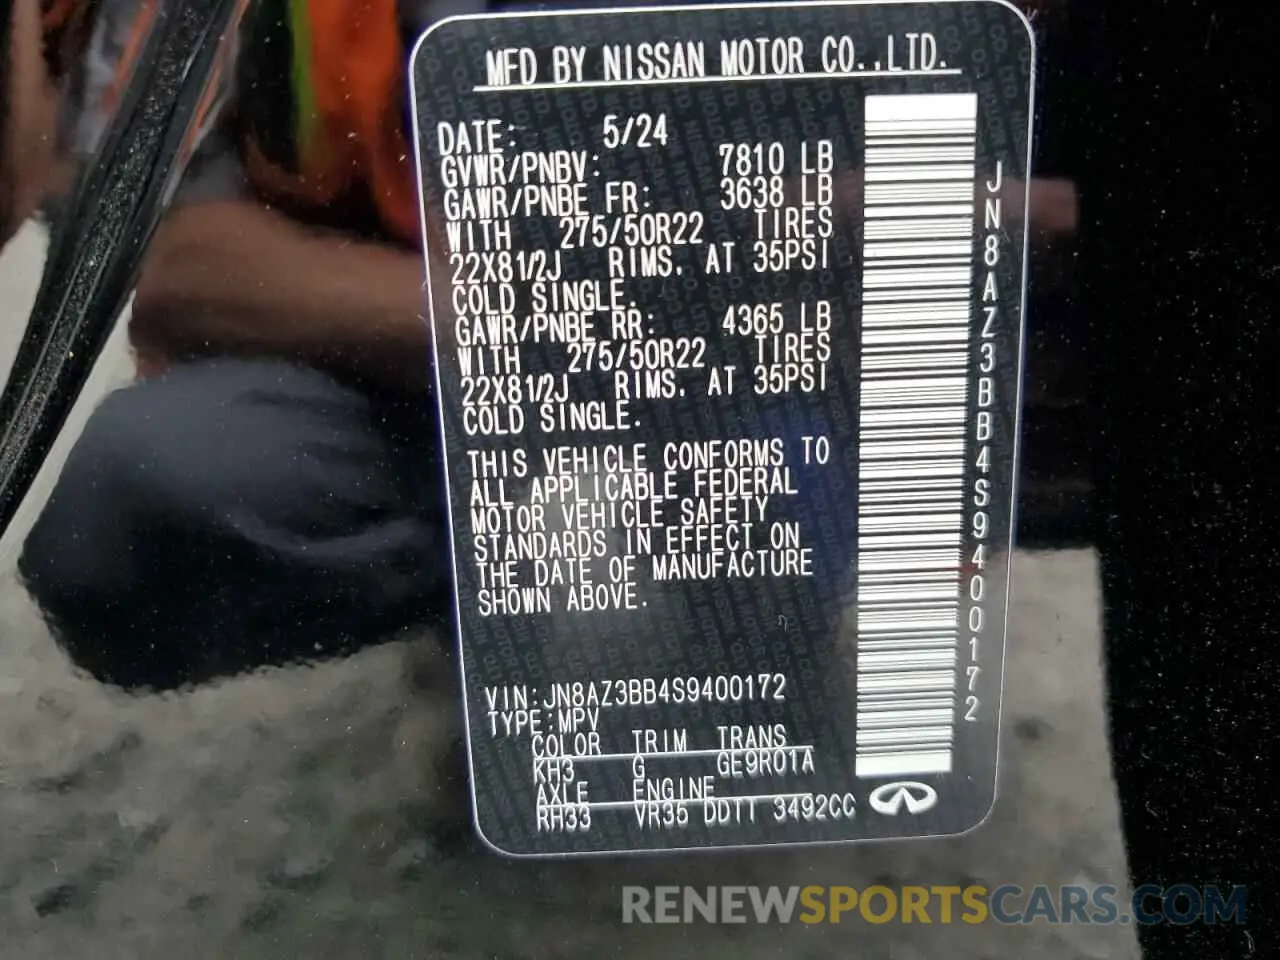 MFD BY NISSAN MOTOR CO.,LTD.
DATE: 5/24
GVWR/PNBV: 7810 LB
GAWR/PNBE FR: 3638 LB
WITH 275/50R22 TIRES
22X81/2J RIMS. AT 35PSI
COLD SINGLE.
GAWR/PNBE RR: 4365 LB
WITH 275/50R22 TIRES
22X81/2J RIMS. AT 35PSI
COLD SINGLE.
THIS VEHICLE CONFORMS TO
ALL APPLICABLE FEDERAL
MOTOR VEHICLE SAFETY
STANDARDS IN EFFECT ON
THE DATE OF MANUFACTURE
SHOWN ABOVE.
VIN:JN8AZ3BB4S9400172
TYPE:MPV
COLOR TRIM TRANS
KH3 G GE9R01A
AXLE ENGINE
RH33 VR35 DDTT 3492CC
JN8AZ3BB4S9400172
RENEWSPORTSCARS.COM